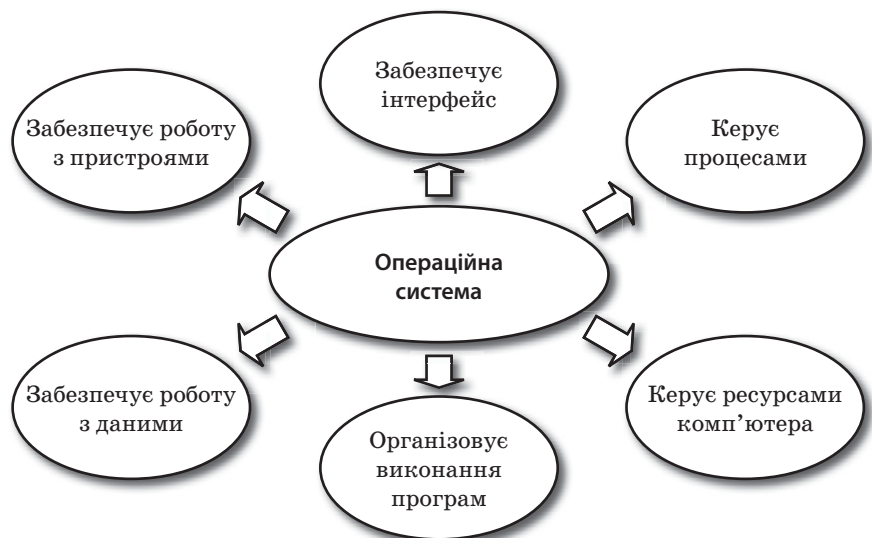 Забезпечує
інтерфейс
Забезпечує роботу
з пристроями
Керує
процесами
Операційна
система
Забезпечує роботу
з даними
Організовує
виконання
програм
Керує ресурсами
комп’ютера